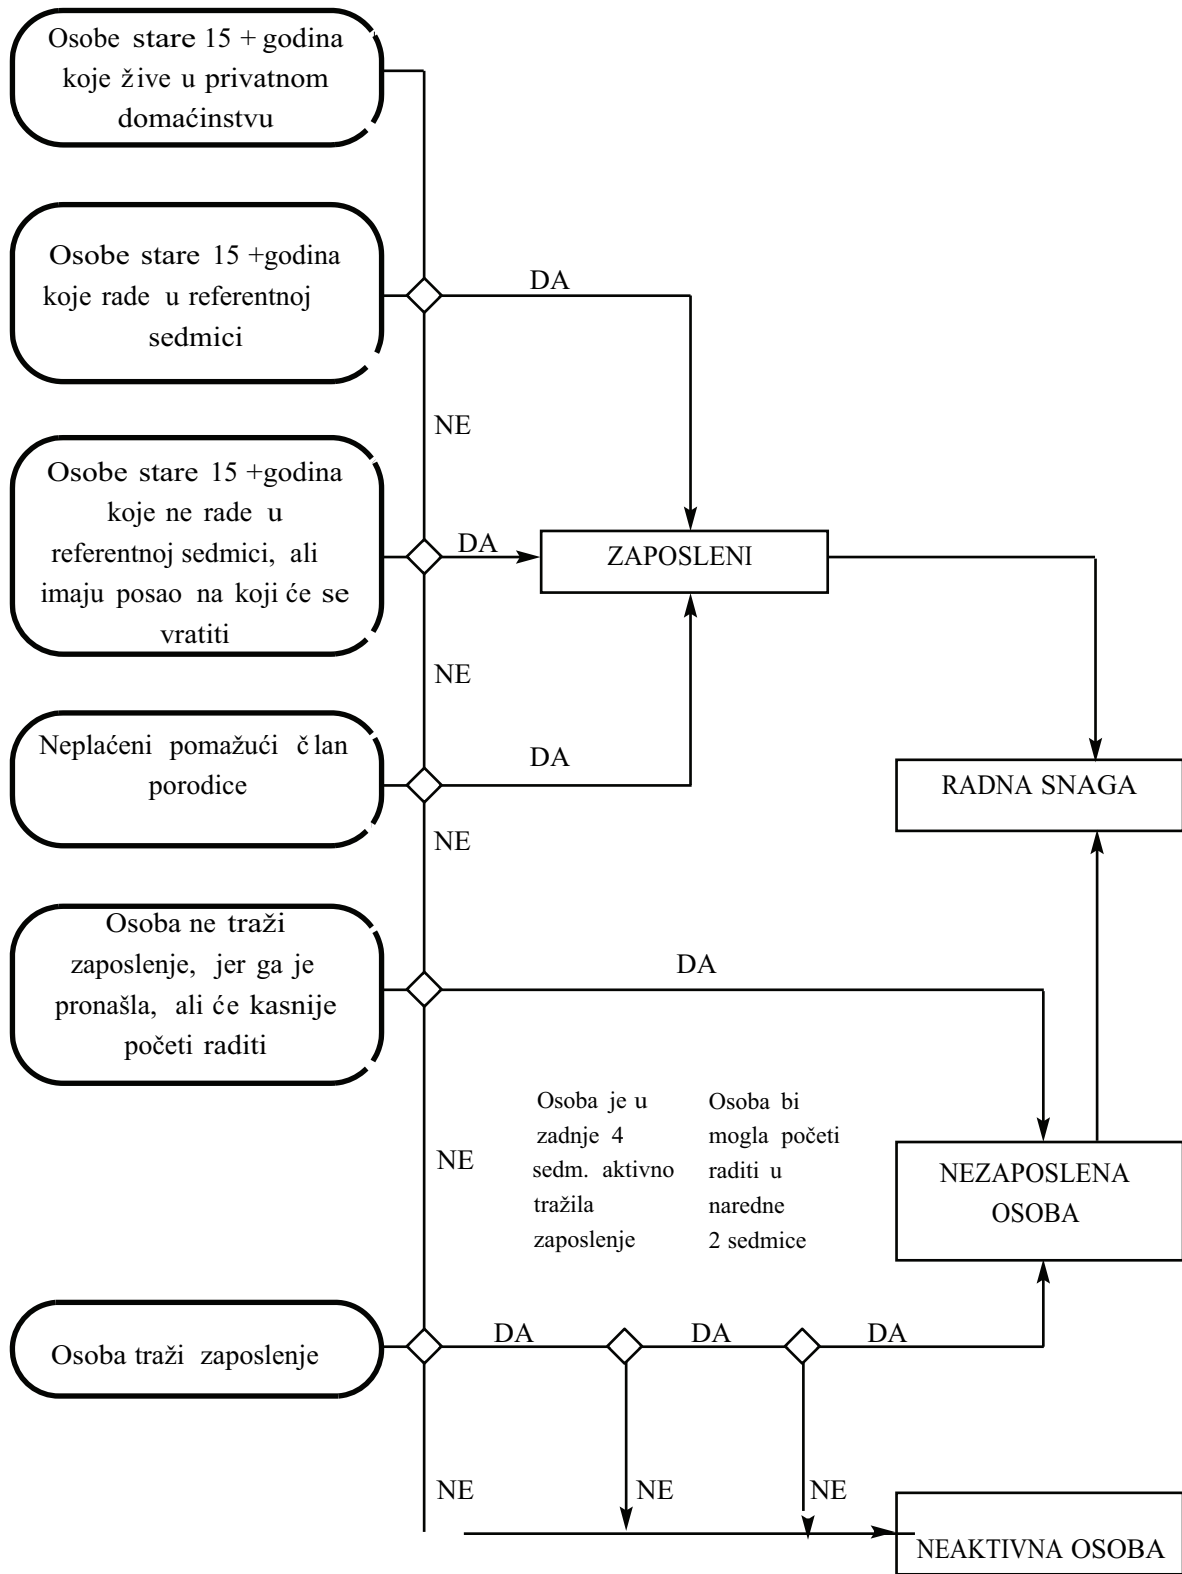 Osobe stare 15 + godina
koje žive u privatnom
domaćinstvu
Osobe stare 15 +godina
koje rade u referentnoj
sedmici
DA
NE
Osobe stare 15 +godina
koje ne rade u
referentnoj sedmici, ali
imaju posao na koji će se
vratiti
DA
ZAPOSLENI
NE
Neplaćeni pomažući č lan
porodice
DA
RADNA SNAGA
NE
Osoba ne traži
zaposlenje, jer ga je
pronašla, ali će kasnije
početi raditi
DA
NE
Osoba je u
zadnje 4
sedm. aktivno
tražila
zaposlenje
Osoba bi
mogla početi
raditi u
naredne
2 sedmice
NEZAPOSLENA
OSOBA
Osoba traži zaposlenje
DA
DA
DA
NE
NE
NE
NEAKTIVNA OSOBA